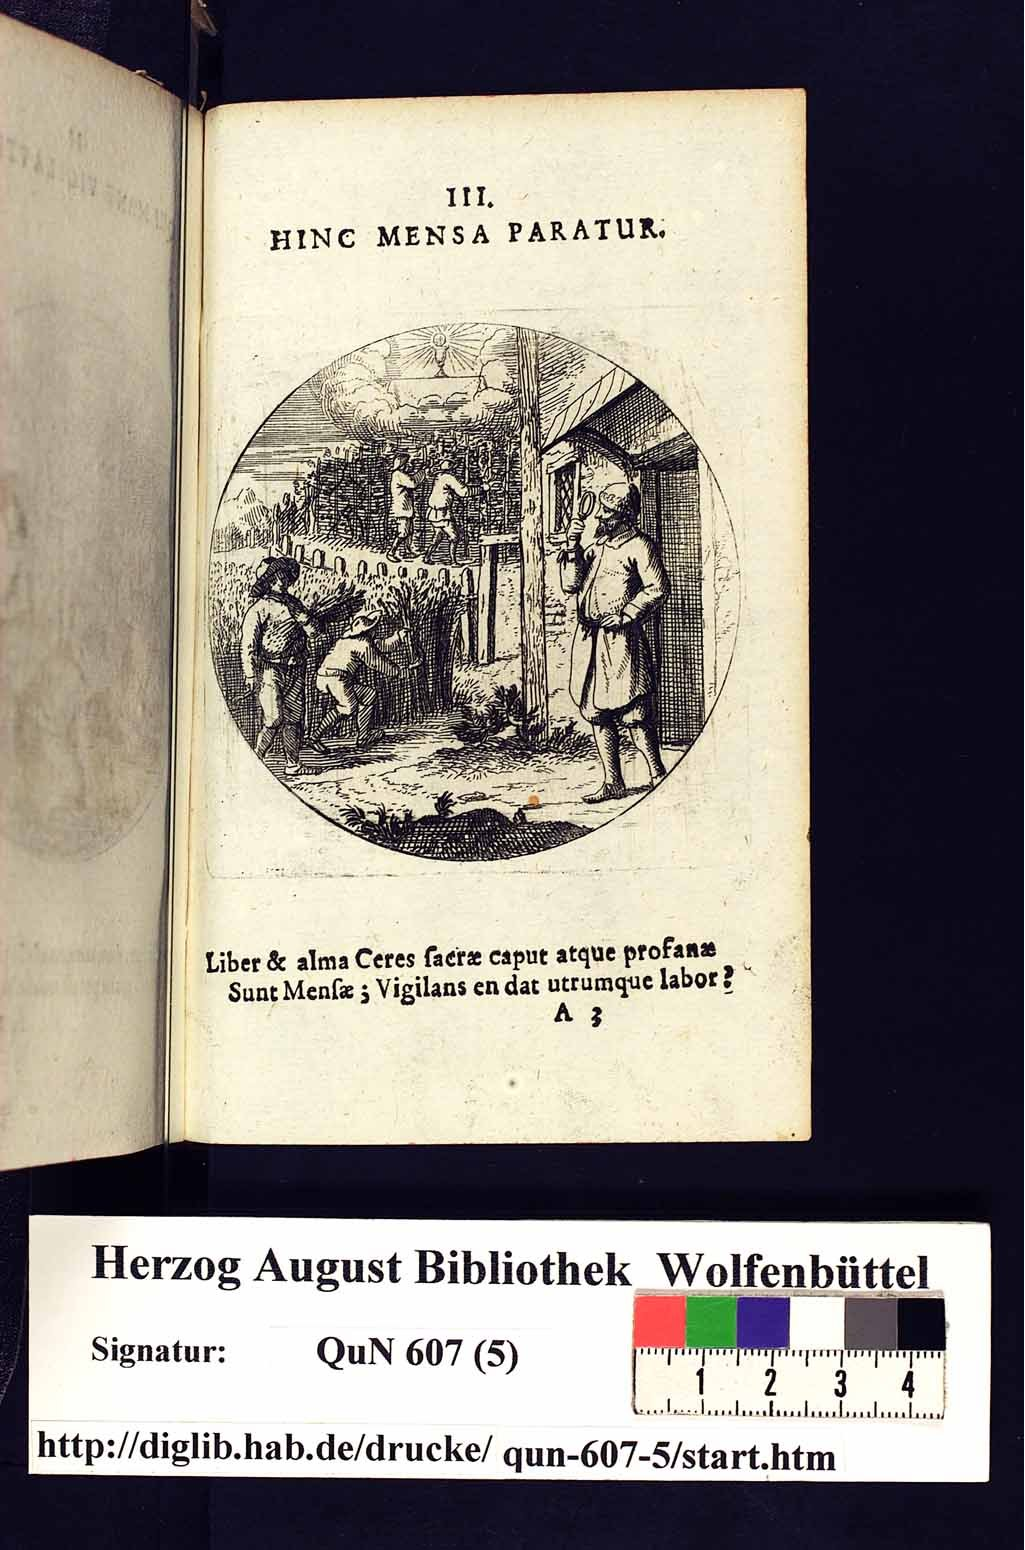 III.
HINC MENSA PARATUR.
Liber & alma Ceres ſacræ caput atque profanæ
Sunt Menſæ; Vigilans en dat utrumque labor?
A 3
Herzog August Bibliothek Wolfenbüttel
Signatur: QuN 607 (5)
1 2 3 4
http://diglib.hab.de/drucke/ qun-607-5/start.htm